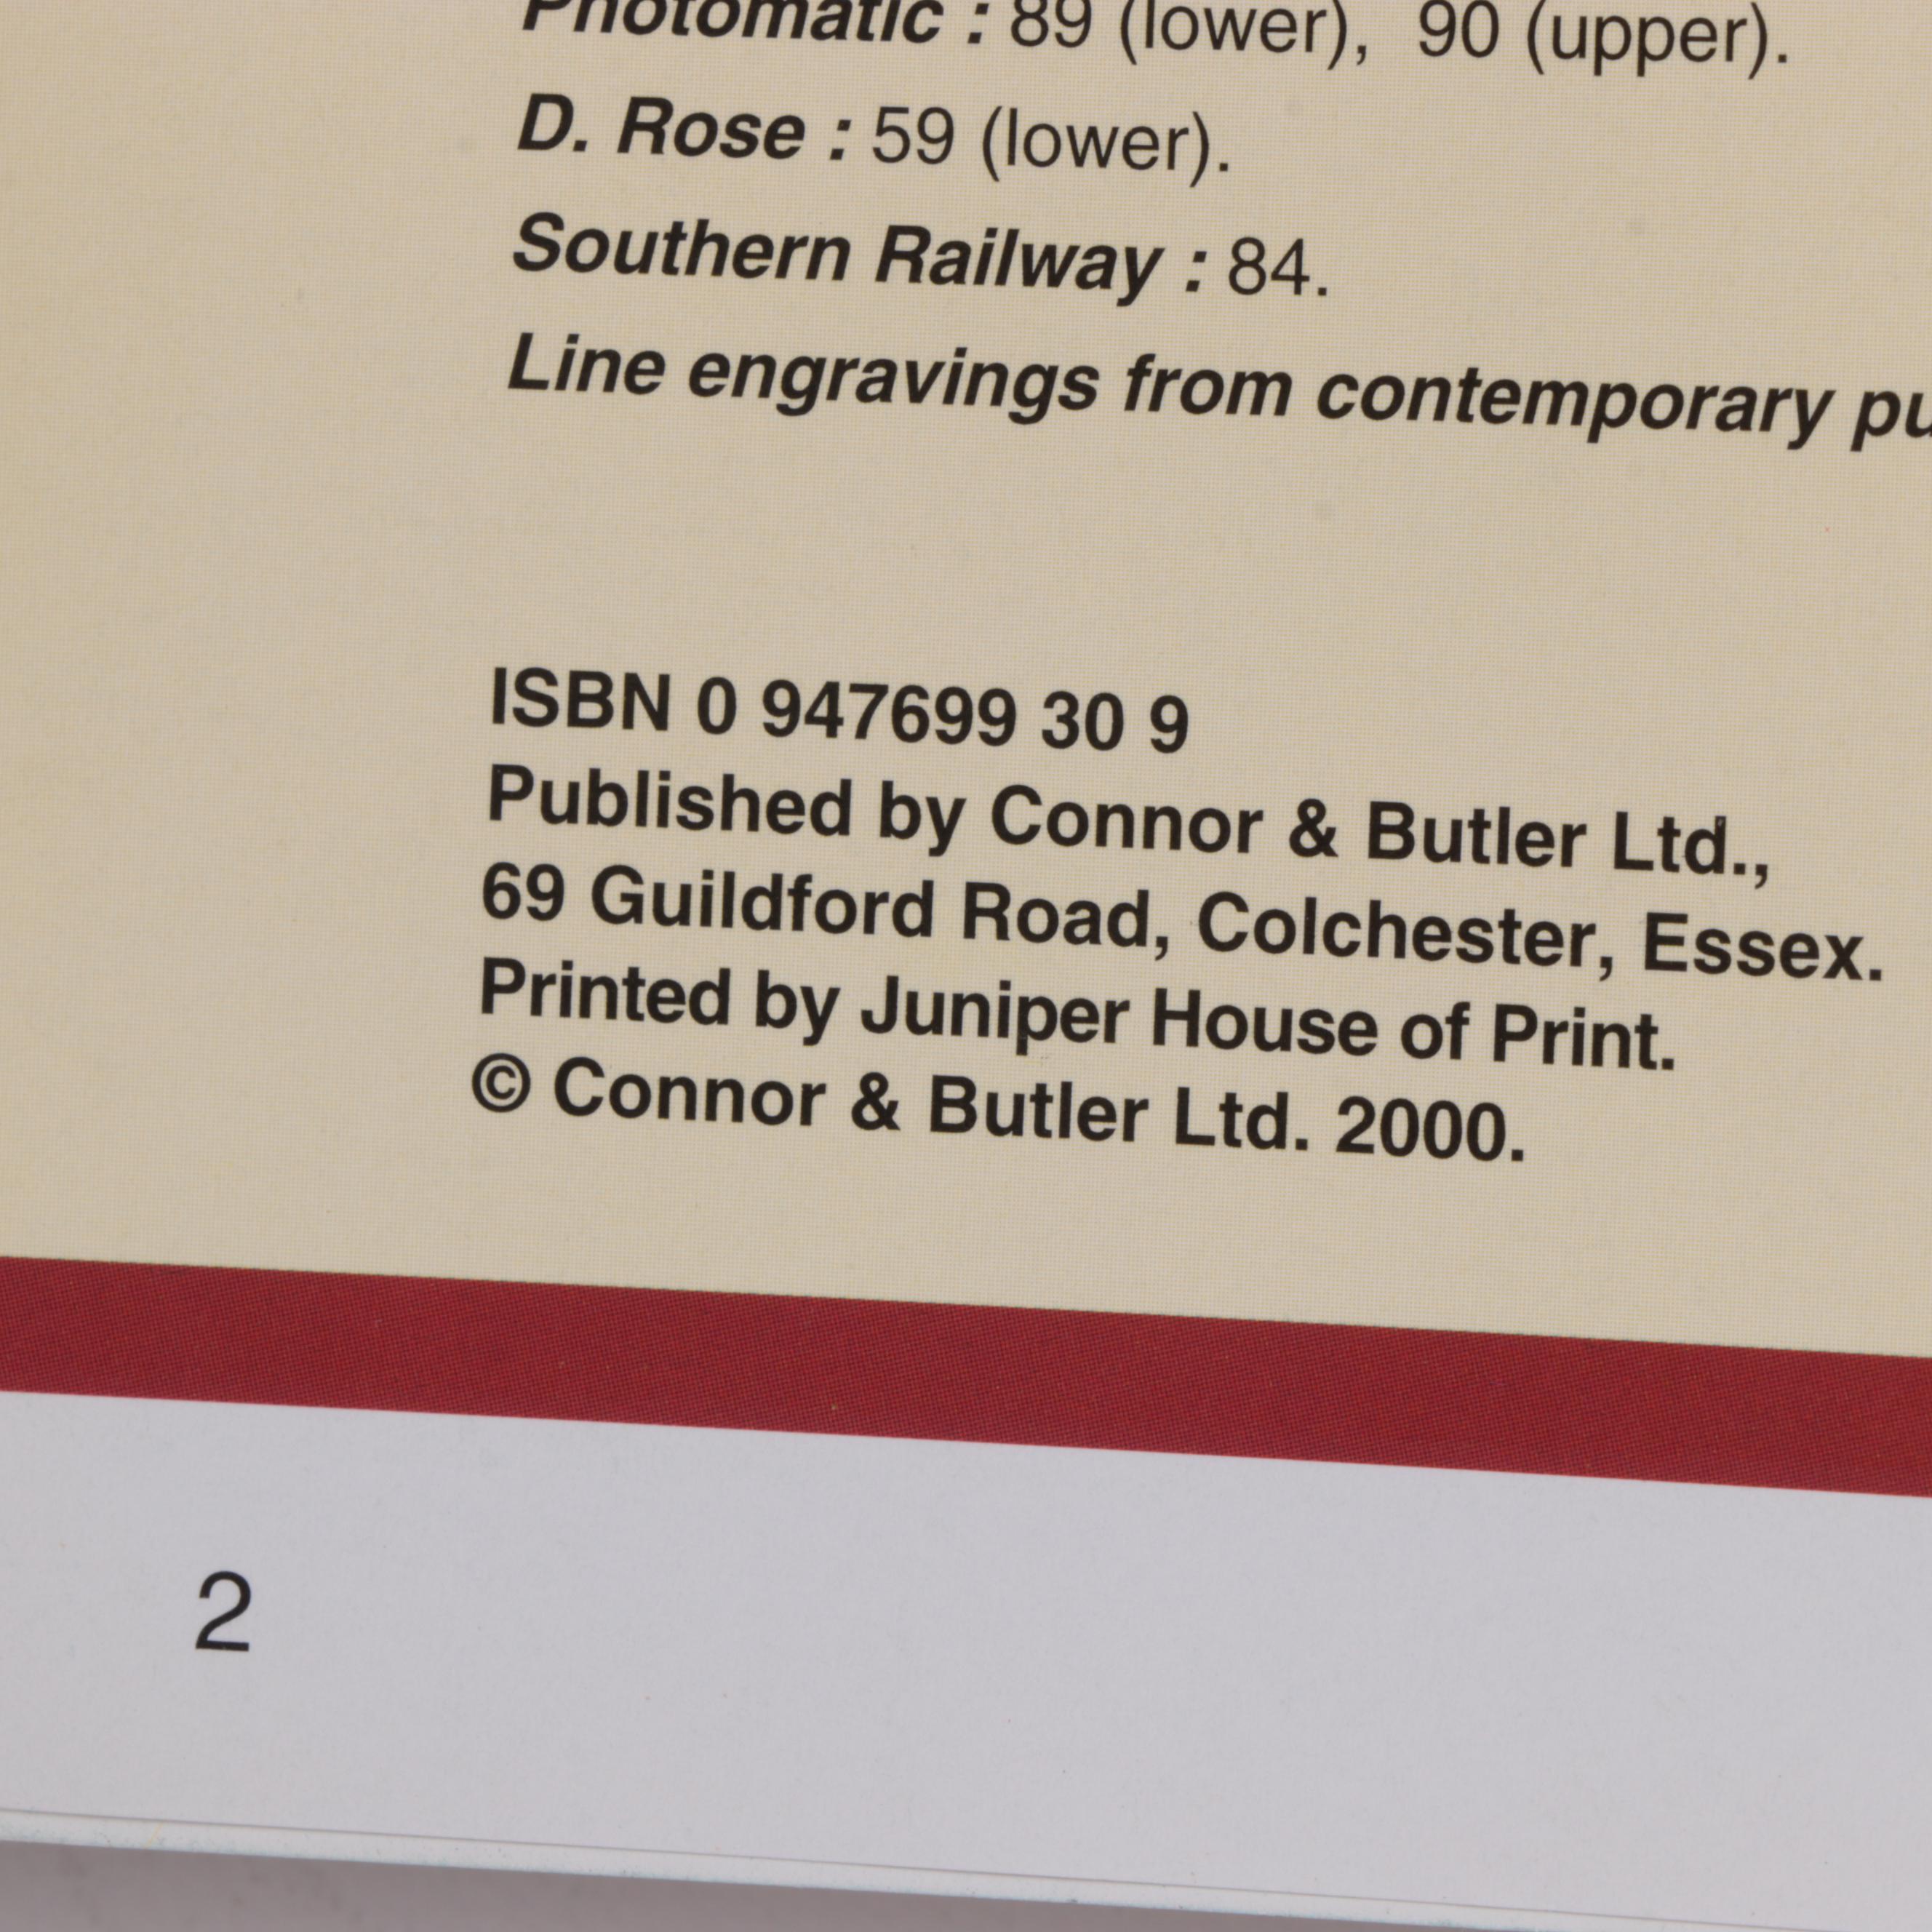 Photomatic : 89 (lower), 90 (upper).
D. Rose : 59 (lower).
Southern Railway : 84.
Line engravings from contemporary
ISBN 0 947699 30 9
Published by Connor & Butler Ltd.,
69 Guildford Road, Colchester, Essex.
Printed by Juniper House of Print.
© Connor & Butler Ltd. 2000.
2